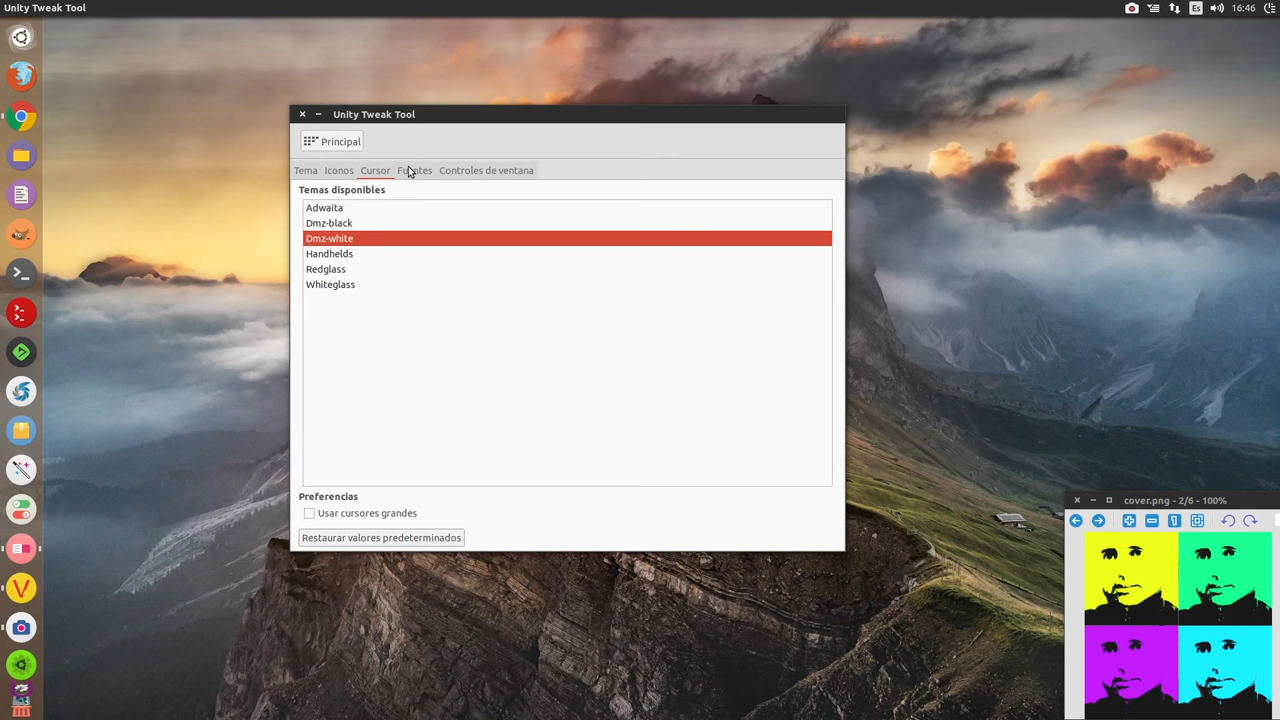 Unity Tweak Tool
Es
16:46
Unity Tweak Tool
Principal
Tema Iconos Cursor Fuentes Controles de ventana
Temas disponibles
Adwaita
Dmz-black
Dmz-white
Handhelds
Redglass
Whiteglass
Preferencias
Usar cursores grandes
Restaurar valores predeterminados
cover.png - 2/6 - 100%